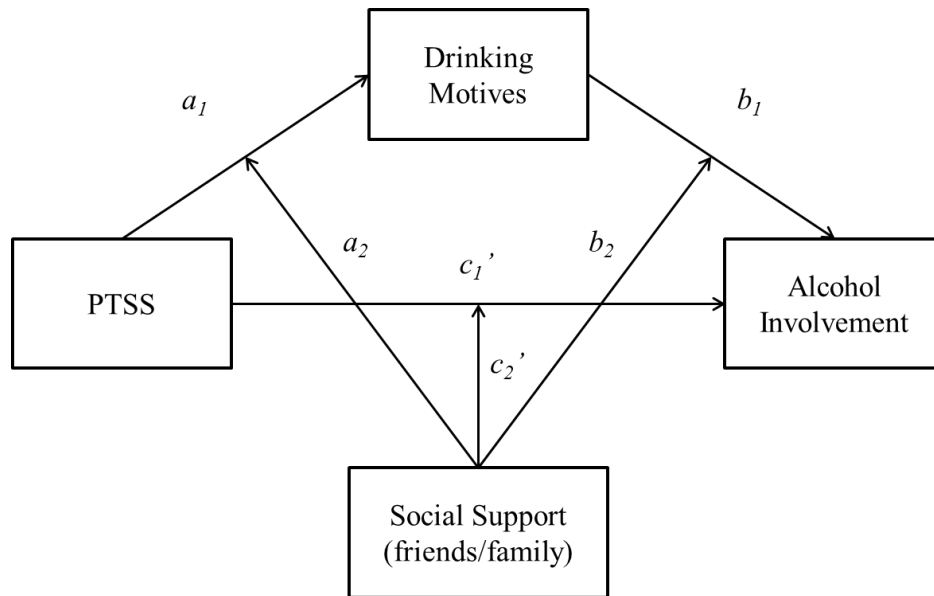 Drinking
Motives
a₁
b₁
a₂
b₂
c₁’
PTSS
Alcohol
Involvement
c₂’
Social Support
(friends/family)